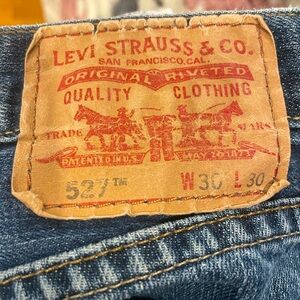 LEVI STRAUSS & CO.
SAN FRANCISCO, CAL.
ORIGINAL RIVETED
QUALITY CLOTHING
TRADE MARK
PATENTED IN U.S. MAY 20 1873
527™ W 30 L 30